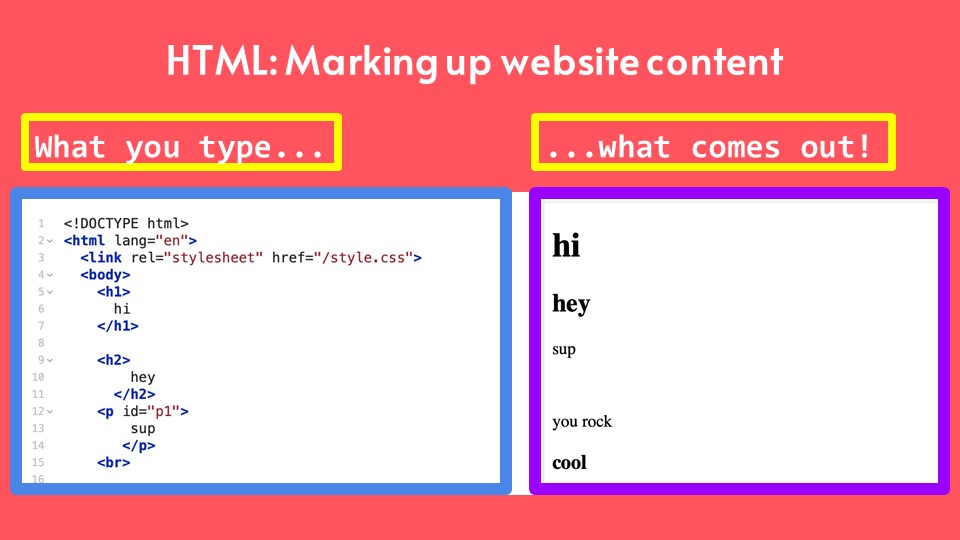 HTML: Marking up website content
What you type...
...what comes out!
1 <!DOCTYPE html>
2 <html lang="en">
3 <link rel="stylesheet" href="/style.css">
4 <body>
5 <h1>
6 hi
7 </h1>
8
9 <h2>
10 hey
11 </h2>
12 <p id="p1">
13 sup
14 </p>
15 <br>
16
hi
hey
sup
you rock
cool